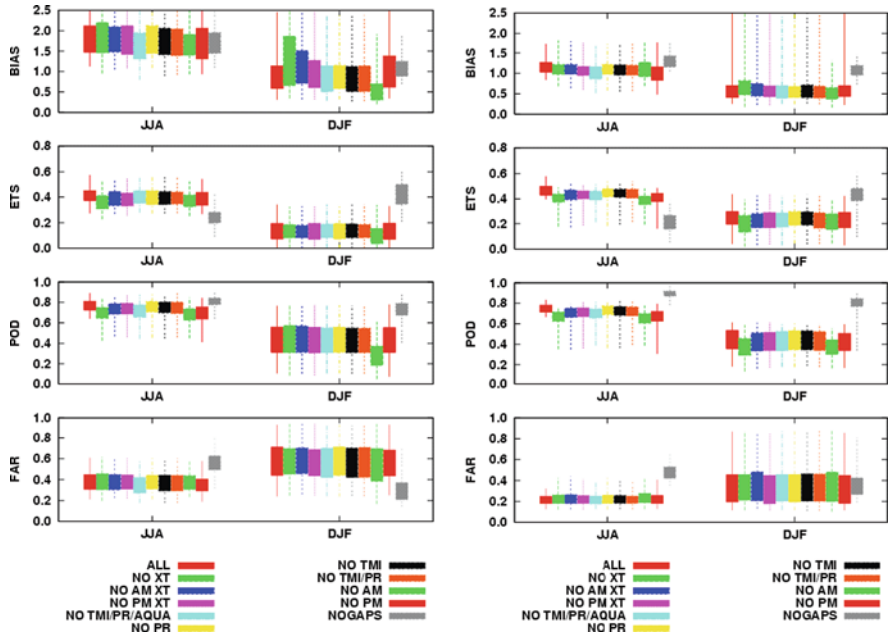 BIAS
2.5
2.0
1.5
1.0
0.5
0.0
JJA DJF
ETS
0.8
0.6
0.4
0.2
0.0
JJA DJF
POD
1.0
0.8
0.6
0.4
0.2
0.0
JJA DJF
FAR
1.0
0.8
0.6
0.4
0.2
0.0
JJA DJF
ALL
NO XT
NO AM XT
NO PM XT
NO TMI/PR/AQUA
NO PR
NO TMI
NO TMI/PR
NO AM
NO PM
NOGAPS
BIAS
2.5
2.0
1.5
1.0
0.5
0.0
JJA DJF
ETS
0.8
0.6
0.4
0.2
0.0
JJA DJF
POD
1.0
0.8
0.6
0.4
0.2
0.0
JJA DJF
FAR
1.0
0.8
0.6
0.4
0.2
0.0
JJA DJF
ALL
NO XT
NO AM XT
NO PM XT
NO TMI/PR/AQUA
NO PR
NO TMI
NO TMI/PR
NO AM
NO PM
NOGAPS